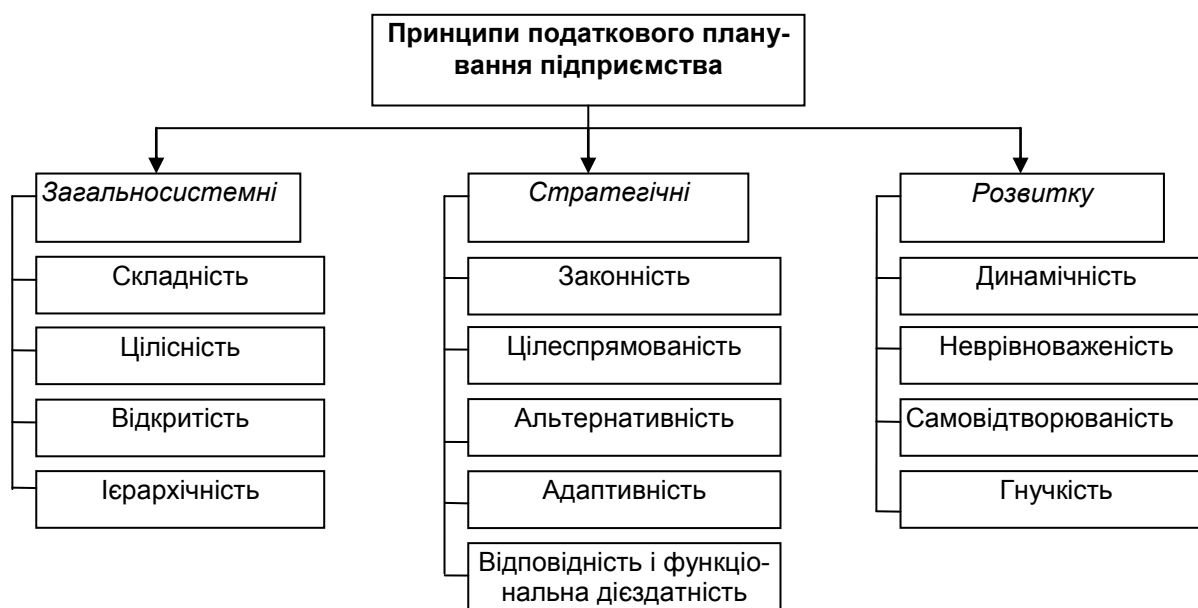 Принципи податкового плану-
вання підприємства
Загальносистемні
Складність
Цілісність
Відкритість
Ієрархічність
Стратегічні
Законність
Цілеспрямованість
Альтернативність
Адаптивність
Відповідність і функціо-
нальна дієздатність
Розвитку
Динамічність
Неврівноваженість
Самовідтворюваність
Гнучкість